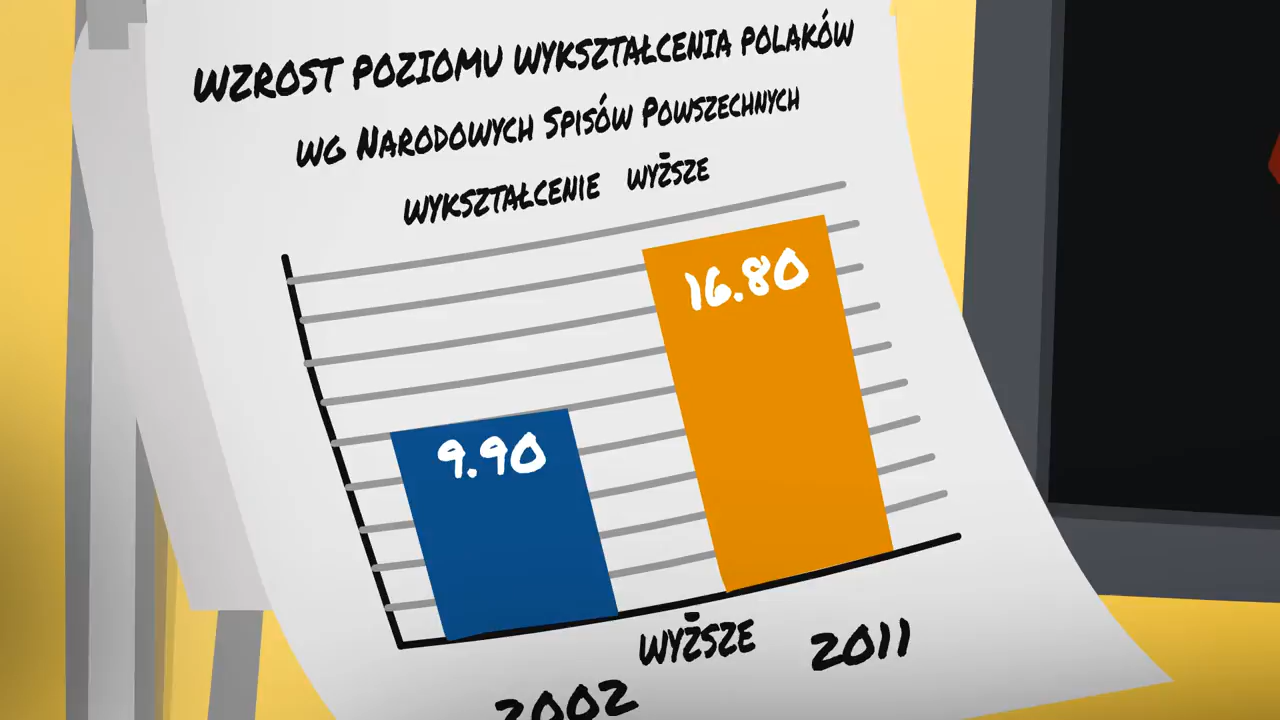 WZROST POZIOMU WYKSZTAŁCENIA POLAKÓW
WG NARODOWYCH SPISÓW POWSZECHNYCH
WYKSZTAŁCENIE WYŻSZE
16.80
9.90
WYŻSZE
2011
2002